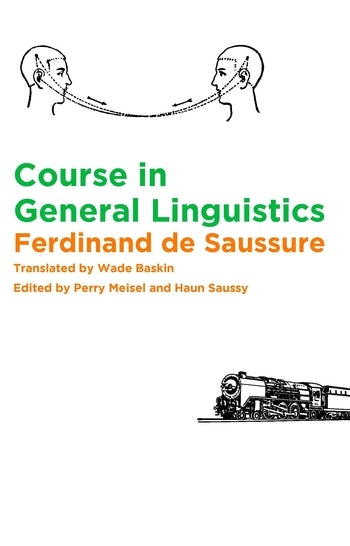 Course in
General Linguistics
Ferdinand de Saussure
Translated by Wade Baskin
Edited by Perry Meisel and Haun Saussy